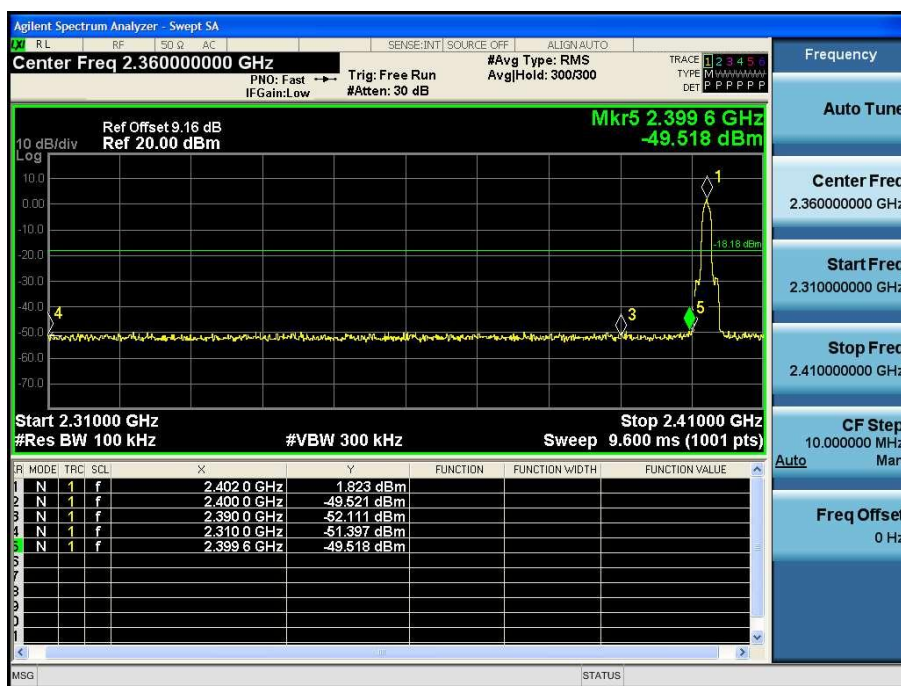 Agilent Spectrum Analyzer - Swept SA
LXI RL RF 50 Ω AC SENSE:INT SOURCE OFF ALIGNAUTO
Center Freq 2.360000000 GHz
PNO: Fast
IFGain:Low
Trig: Free Run
#Atten: 30 dB
#Avg Type: RMS
Avg|Hold: 300/300
TRACE 1 2 3 4 5 6
TYPE M
DET P P P P P P
Frequency
Auto Tune
Center Freq
2.360000000 GHz
Start Freq
2.310000000 GHz
Stop Freq
2.410000000 GHz
CF Step
10.000000 MHz
Auto Man
Freq Offset
0 Hz
Mkr5 2.399 6 GHz
-49.518 dBm
Ref Offset 9.16 dB
10 dB/div Ref 20.00 dBm
Log
10.0
0.00
-10.0
-20.0
-30.0
-40.0
-50.0
-60.0
-70.0
1
-18.18 dBm
4
3
5
Start 2.31000 GHz Stop 2.41000 GHz
#Res BW 100 kHz #VBW 300 kHz Sweep 9.600 ms (1001 pts)
MODE TRC SCL X Y FUNCTION FUNCTION WIDTH FUNCTION VALUE
1 N 1 f 2.402 0 GHz 1.823 dBm
2 N 1 f 2.400 0 GHz -49.521 dBm
3 N 1 f 2.390 0 GHz -52.111 dBm
4 N 1 f 2.310 0 GHz -51.397 dBm
5 N 1 f 2.399 6 GHz -49.518 dBm
6
7
8
9
MSG STATUS